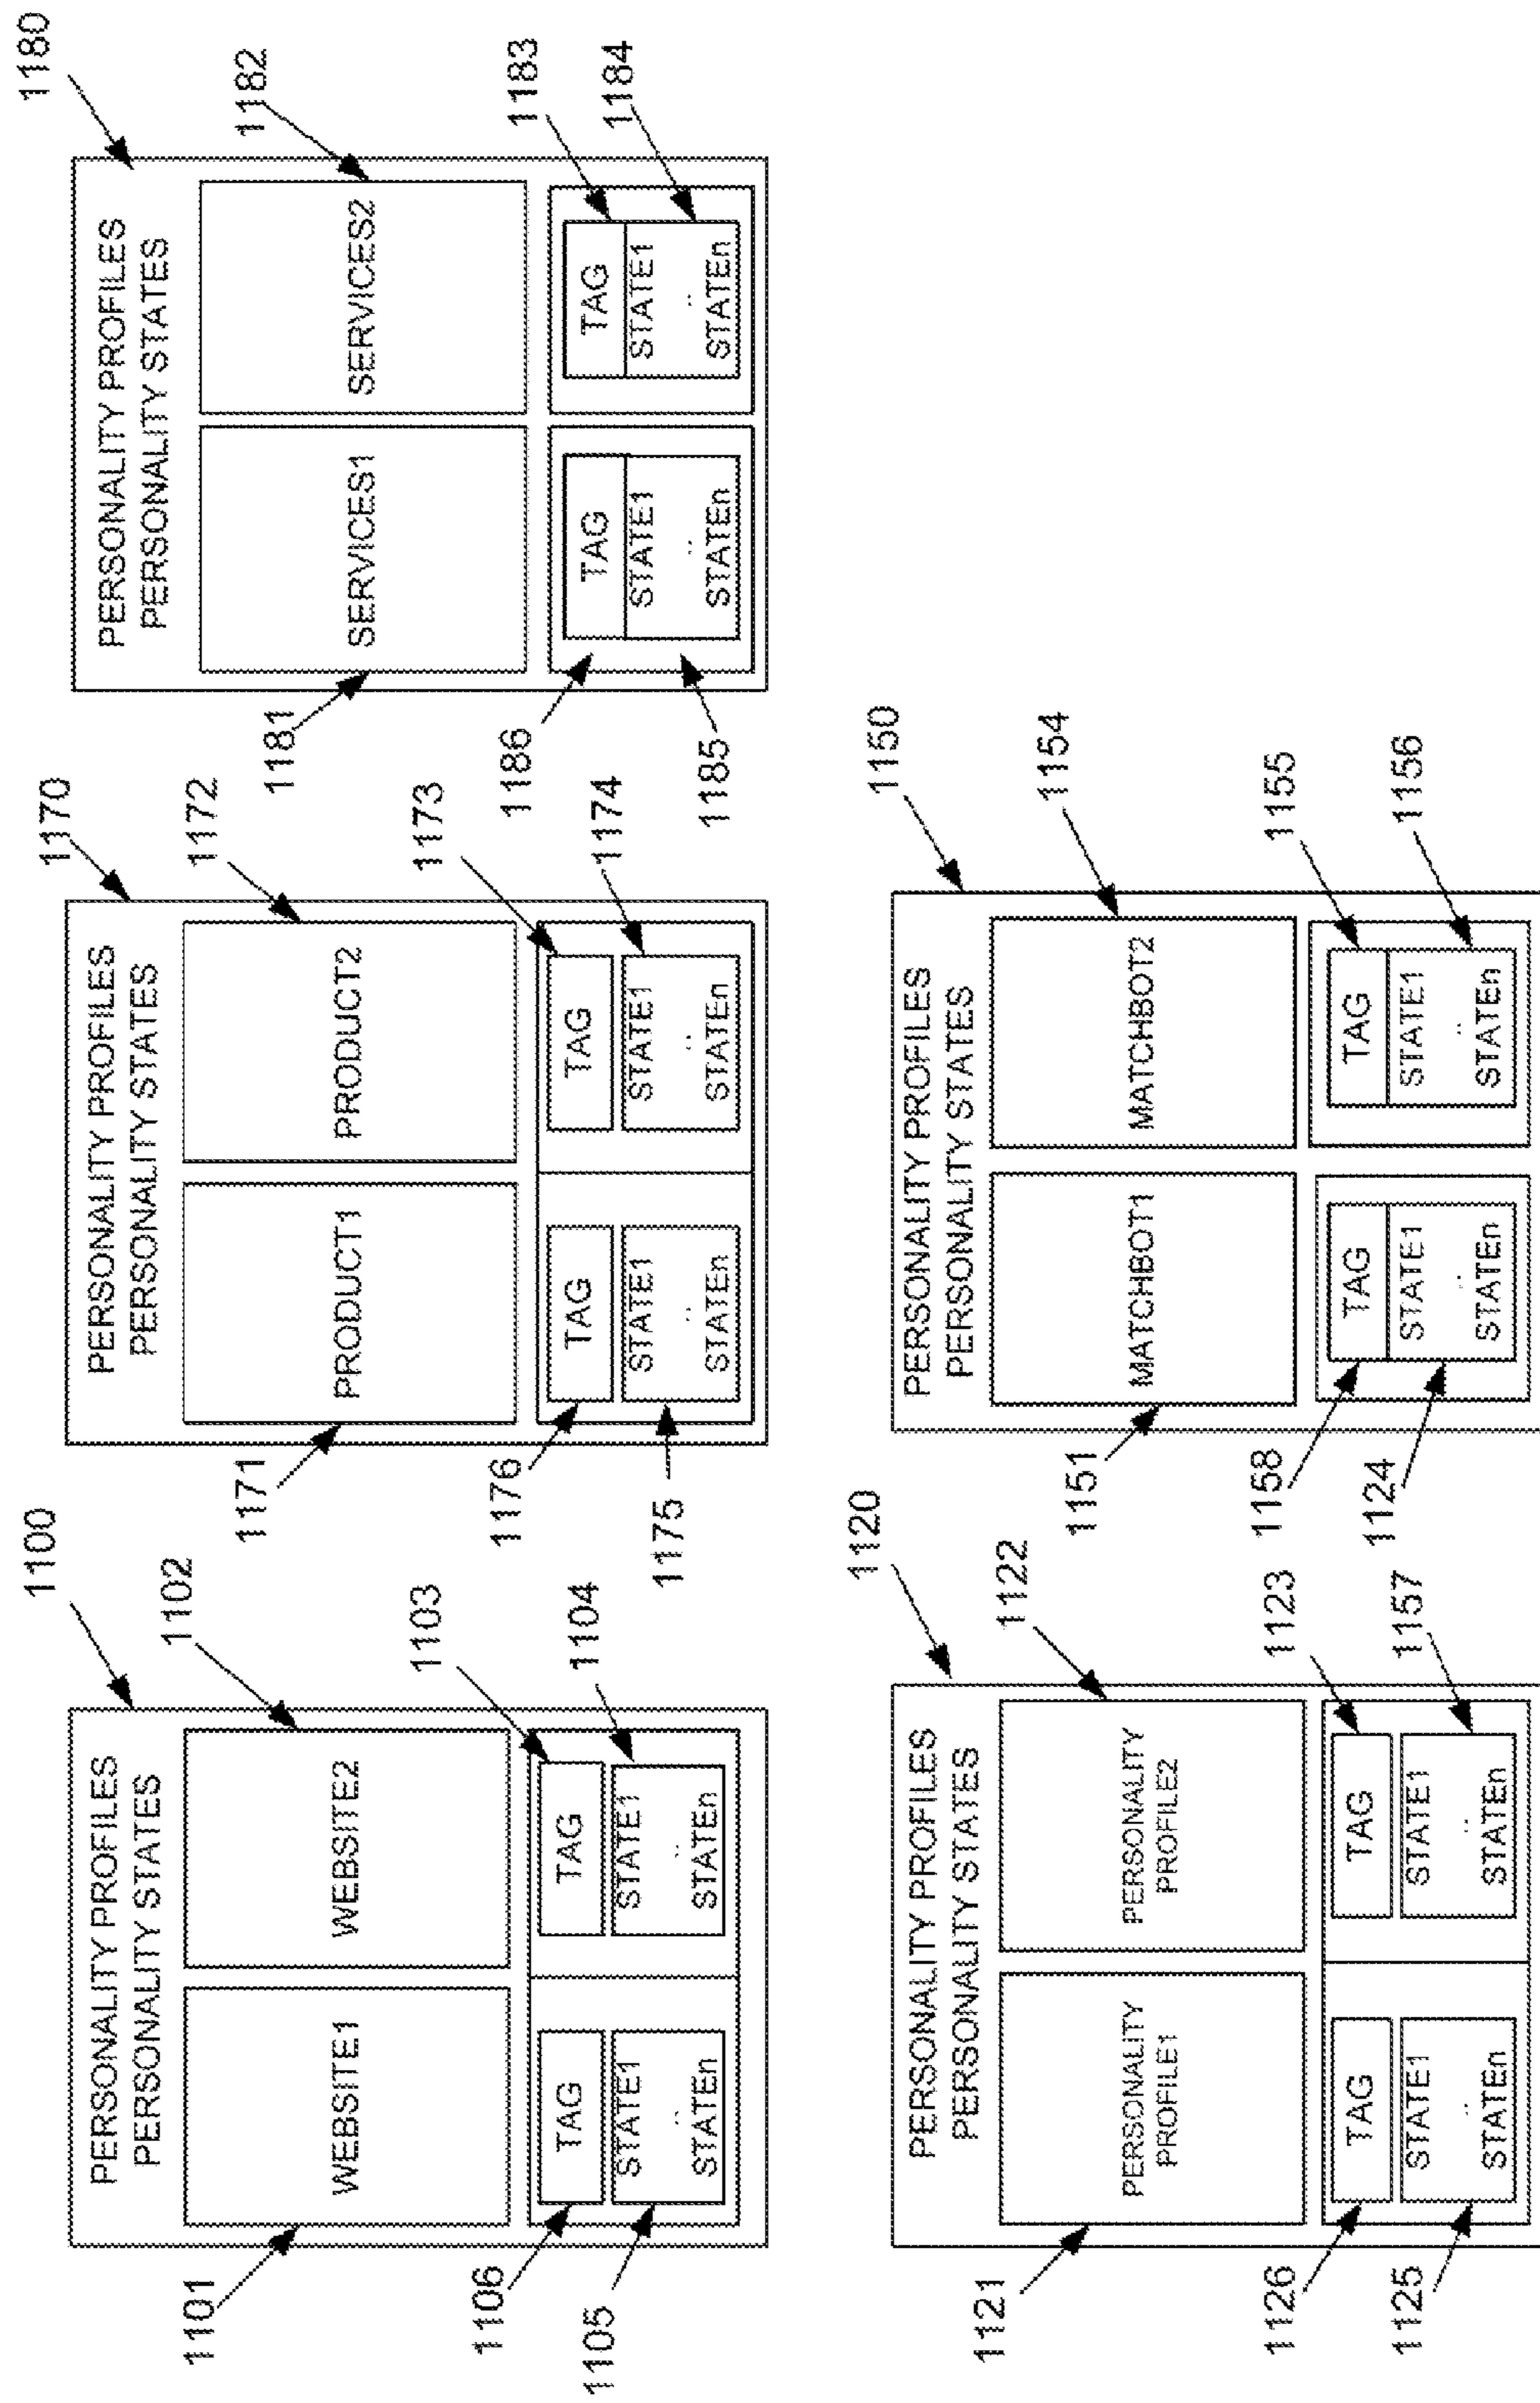 1100
PERSONALITY PROFILES
PERSONALITY STATES
1101
WEBSITE1
WEBSITE2
1102
1106
TAG
TAG
1103
1105
STATE1
STATE1
1104
..
..
STATEn
STATEn
1170
PERSONALITY PROFILES
PERSONALITY STATES
1171
PRODUCT1
PRODUCT2
1172
1176
TAG
TAG
1173
1175
STATE1
STATE1
1174
..
..
STATEn
STATEn
1180
PERSONALITY PROFILES
PERSONALITY STATES
1181
SERVICES1
SERVICES2
1182
1186
TAG
TAG
1183
1185
STATE1
STATE1
1184
..
..
STATEn
STATEn
1120
PERSONALITY PROFILES
PERSONALITY STATES
1121
PERSONALITY
PROFILE1
PERSONALITY
PROFILE2
1122
1126
TAG
TAG
1123
1125
STATE1
STATE1
1157
..
..
STATEn
STATEn
1150
PERSONALITY PROFILES
PERSONALITY STATES
1151
MATCHBOT1
MATCHBOT2
1154
1158
TAG
TAG
1155
1124
STATE1
STATE1
1156
..
..
STATEn
STATEn